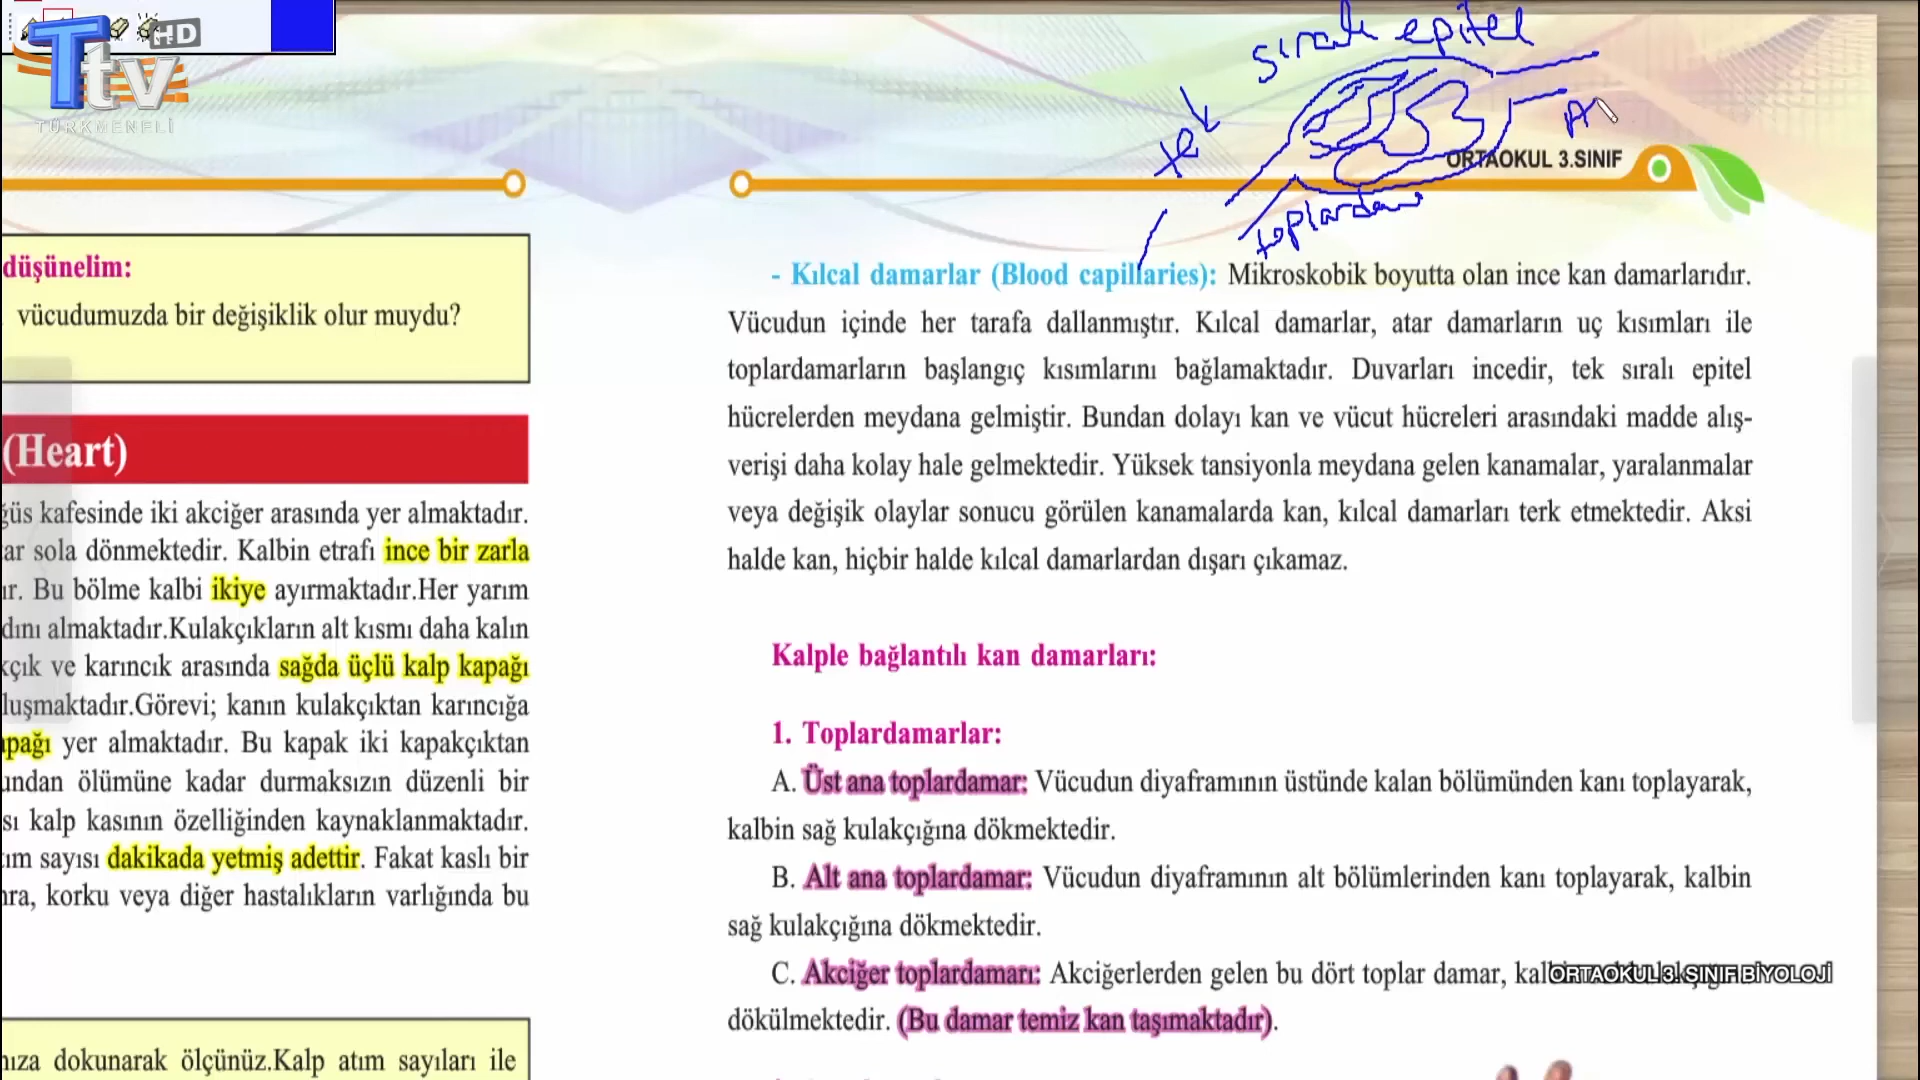 Ttv HD
TÜRKMENELİ
sıralı epitel
te
toplardam
A
ORTAOKUL 3.SINIF
düşünelim:
vücudumuzda bir değişiklik olur muydu?
(Heart)
ğüs kafesinde iki akciğer arasında yer almaktadır.
ar sola dönmektedir. Kalbin etrafı ince bir zarla
ır. Bu bölme kalbi ikiye ayırmaktadır.Her yarım
dını almaktadır.Kulakçıkların alt kısmı daha kalın
kçık ve karıncık arasında sağda üçlü kalp kapağı
luşmaktadır.Görevi; kanın kulakçıktan karıncığa
apağı yer almaktadır. Bu kapak iki kapakçıktan
undan ölümüne kadar durmaksızın düzenli bir
sı kalp kasının özelliğinden kaynaklanmaktadır.
tım sayısı dakikada yetmiş adettir. Fakat kaslı bir
nra, korku veya diğer hastalıkların varlığında bu
nıza dokunarak ölçünüz.Kalp atım sayıları ile
- Kılcal damarlar (Blood capillaries): Mikroskobik boyutta olan ince kan damarlarıdır.
Vücudun içinde her tarafa dallanmıştır. Kılcal damarlar, atar damarların uç kısımları ile
toplardamarların başlangıç kısımlarını bağlamaktadır. Duvarları incedir, tek sıralı epitel
hücrelerden meydana gelmiştir. Bundan dolayı kan ve vücut hücreleri arasındaki madde alış-
verişi daha kolay hale gelmektedir. Yüksek tansiyonla meydana gelen kanamalar, yaralanmalar
veya değişik olaylar sonucu görülen kanamalarda kan, kılcal damarları terk etmektedir. Aksi
halde kan, hiçbir halde kılcal damarlardan dışarı çıkamaz.
Kalple bağlantılı kan damarları:
1. Toplardamarlar:
A. Üst ana toplardamar: Vücudun diyaframının üstünde kalan bölümünden kanı toplayarak,
kalbin sağ kulakçığına dökmektedir.
B. Alt ana toplardamar: Vücudun diyaframının alt bölümlerinden kanı toplayarak, kalbin
sağ kulakçığına dökmektedir.
C. Akciğer toplardamarı: Akciğerlerden gelen bu dört toplar damar,
ORTAOKUL 3. SINIF BİYOLOJİ
dökülmektedir. (Bu damar temiz kan taşımaktadır).